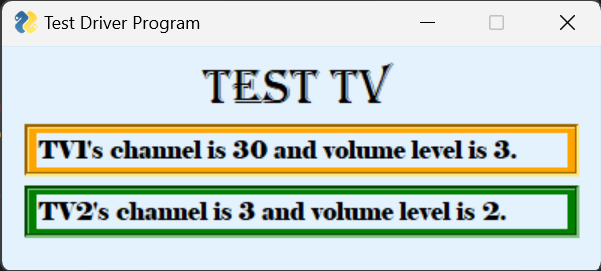 Test Driver Program
TEST TV
TV1's channel is 30 and volume level is 3.
TV2's channel is 3 and volume level is 2.